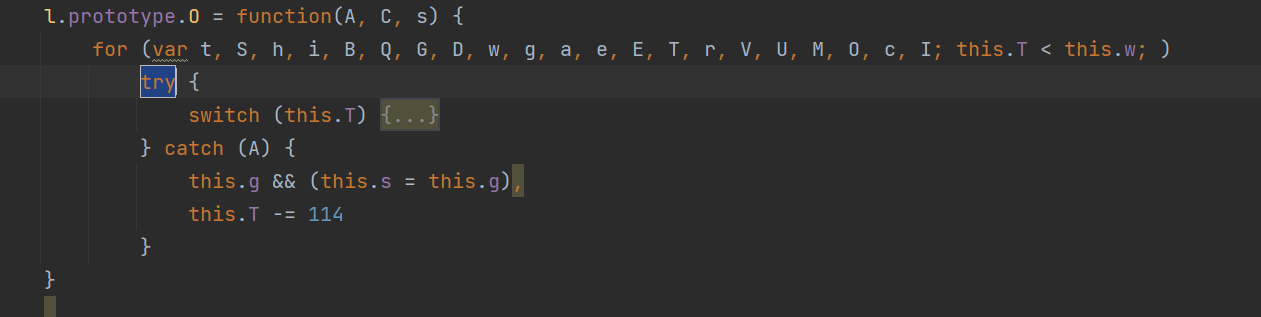 l.prototype.O = function(A, C, s) {
for (var t, S, h, i, B, Q, G, D, w, g, a, e, E, T, r, V, U, M, O, c, I; this.T < this.w; )
try {
switch (this.T) {...}
} catch (A) {
this.g && (this.s = this.g),
this.T -= 114
}
}